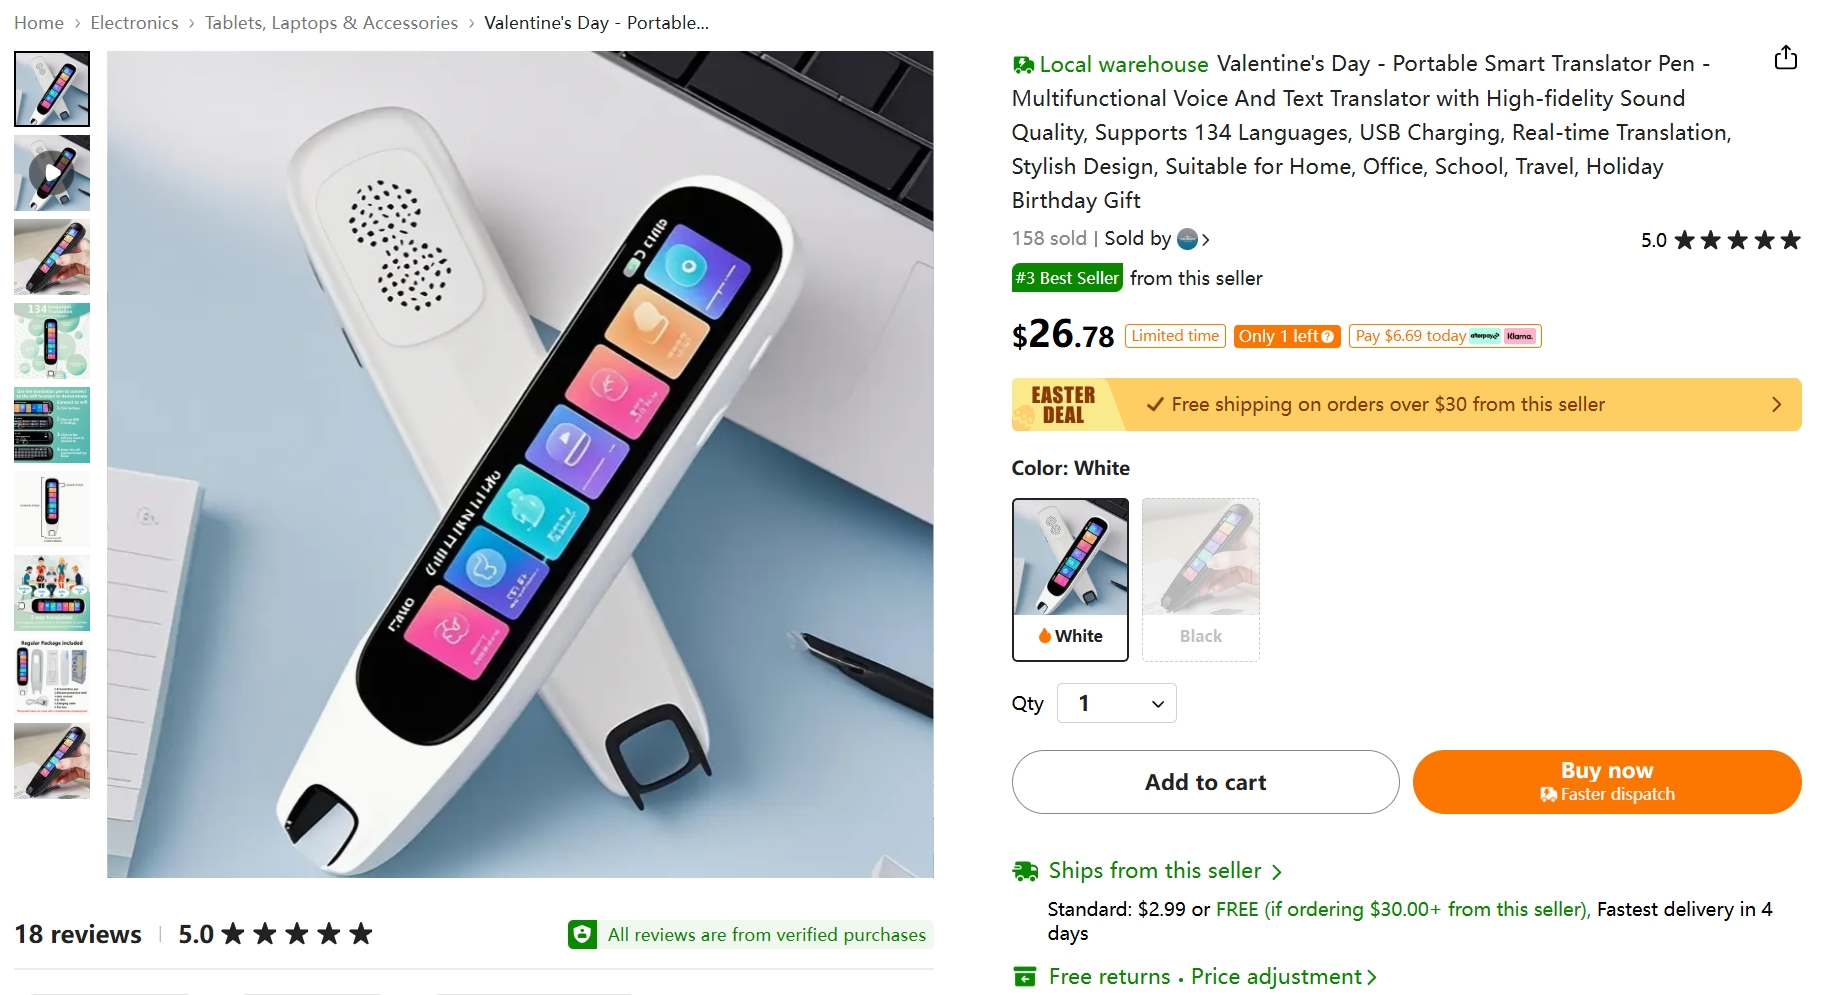 Home › Electronics › Tablets, Laptops & Accessories › Valentine's Day - Portable...
Local warehouse Valentine's Day - Portable Smart Translator Pen -
Multifunctional Voice And Text Translator with High-fidelity Sound
Quality, Supports 134 Languages, USB Charging, Real-time Translation,
Stylish Design, Suitable for Home, Office, School, Travel, Holiday
Birthday Gift
158 sold | Sold by
5.0
#3 Best Seller from this seller
$26.78 Limited time Only 1 left Pay $6.69 today afterpay Klarna.
EASTER
DEAL
Free shipping on orders over $30 from this seller
Color: White
White
Black
Qty 1
Add to cart
Buy now
Faster dispatch
Ships from this seller
Standard: $2.99 or FREE (if ordering $30.00+ from this seller), Fastest delivery in 4
days
Free returns · Price adjustment
134
Regular Package Included
18 reviews | 5.0
All reviews are from verified purchases